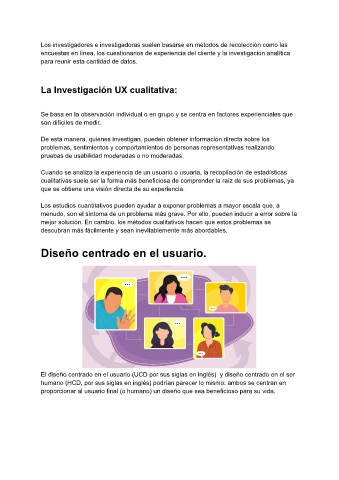 Los investigadores e investigadoras suelen basarse en métodos de recolección como las
encuestas en línea, los cuestionarios de experiencia del cliente y la investigación analítica
para reunir esta cantidad de datos.
La Investigación UX cualitativa:
Se basa en la observación individual o en grupo y se centra en factores experienciales que
son difíciles de medir.
De esta manera, quienes investigan, pueden obtener información directa sobre los
problemas, sentimientos y comportamientos de personas representativas realizando
pruebas de usabilidad moderadas o no moderadas.
Cuando se analiza la experiencia de un usuario o usuaria, la recopilación de estadísticas
cualitativas suele ser la forma más beneficiosa de comprender la raíz de sus problemas, ya
que se obtiene una visión directa de su experiencia.
Los estudios cuantitativos pueden ayudar a exponer problemas a mayor escala que, a
menudo, son el síntoma de un problema más grave. Por ello, pueden inducir a error sobre la
mejor solución. En cambio, los métodos cualitativos hacen que estos problemas se
descubran más fácilmente y sean inevitablemente más abordables.
Diseño centrado en el usuario.
El diseño centrado en el usuario (UCD por sus siglas en inglés) y diseño centrado en el ser
humano (HCD, por sus siglas en inglés) podrían parecer lo mismo: ambos se centran en
proporcionar al usuario final (o humano) un diseño que sea beneficioso para su vida.